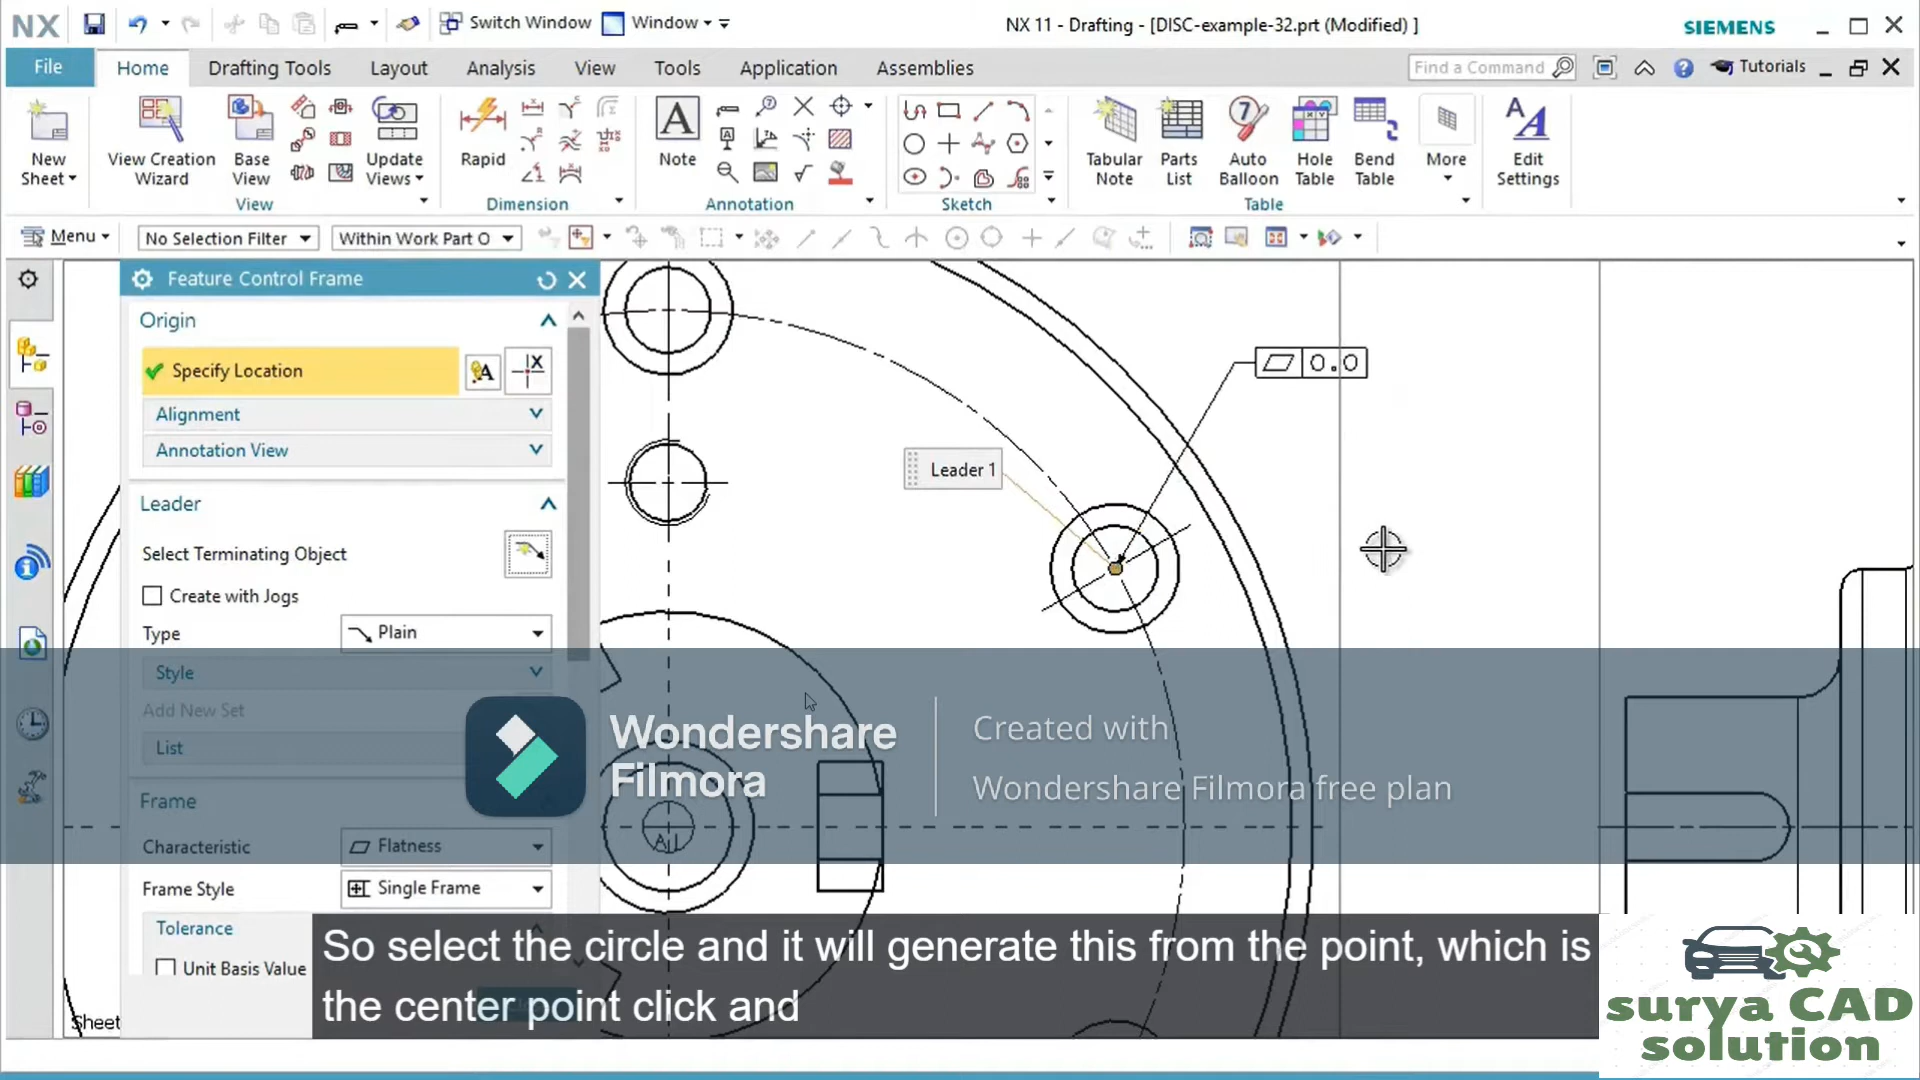 NX
Switch Window
Window
NX 11 - Drafting - [DISC-example-32.prt (Modified) ]
SIEMENS
File
Home
Drafting Tools
Layout
Analysis
View
Tools
Application
Assemblies
Find a Command
Tutorials
New
Sheet
View Creation
Wizard
Base
View
Update
Views
View
Rapid
Dimension
A
Note
Annotation
Sketch
Tabular
Note
Parts
List
Auto
Balloon
Hole
Table
Bend
Table
Table
More
Edit
Settings
Menu
No Selection Filter
Within Work Part O
Feature Control Frame
Origin
Specify Location
Alignment
Annotation View
Leader
Select Terminating Object
Create with Jogs
Type
Plain
Style
Add New Set
List
Frame
Characteristic
Flatness
Frame Style
Single Frame
Tolerance
Unit Basis Value
Leader 1
0.0
Wondershare
Filmora
Created with
Wondershare Filmora free plan
So select the circle and it will generate this from the point, which is
the center point click and
Sheet
surya CAD
solution